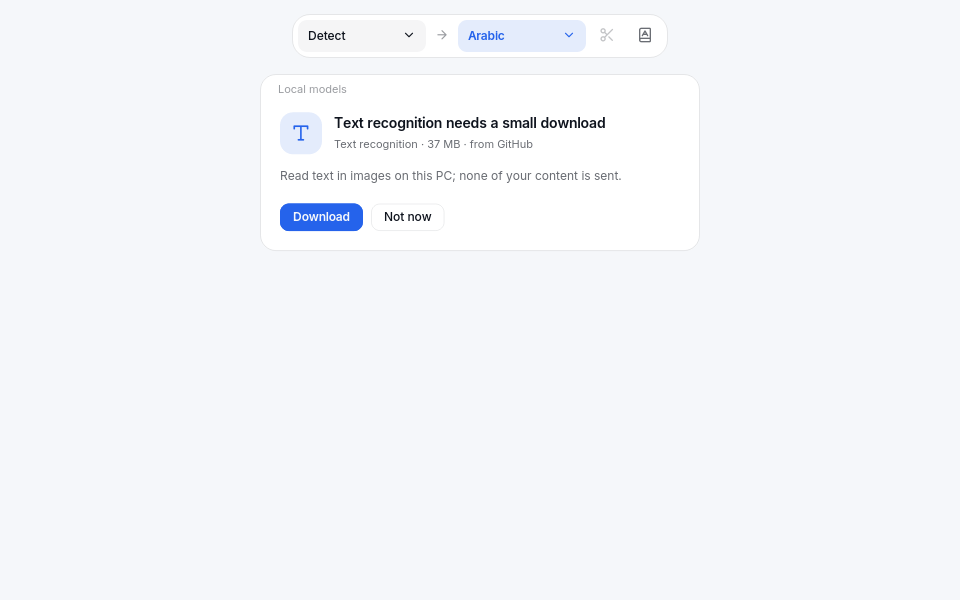 Detect
Arabic
Local models
Text recognition needs a small download
Text recognition · 37 MB · from GitHub
Read text in images on this PC; none of your content is sent.
Download
Not now